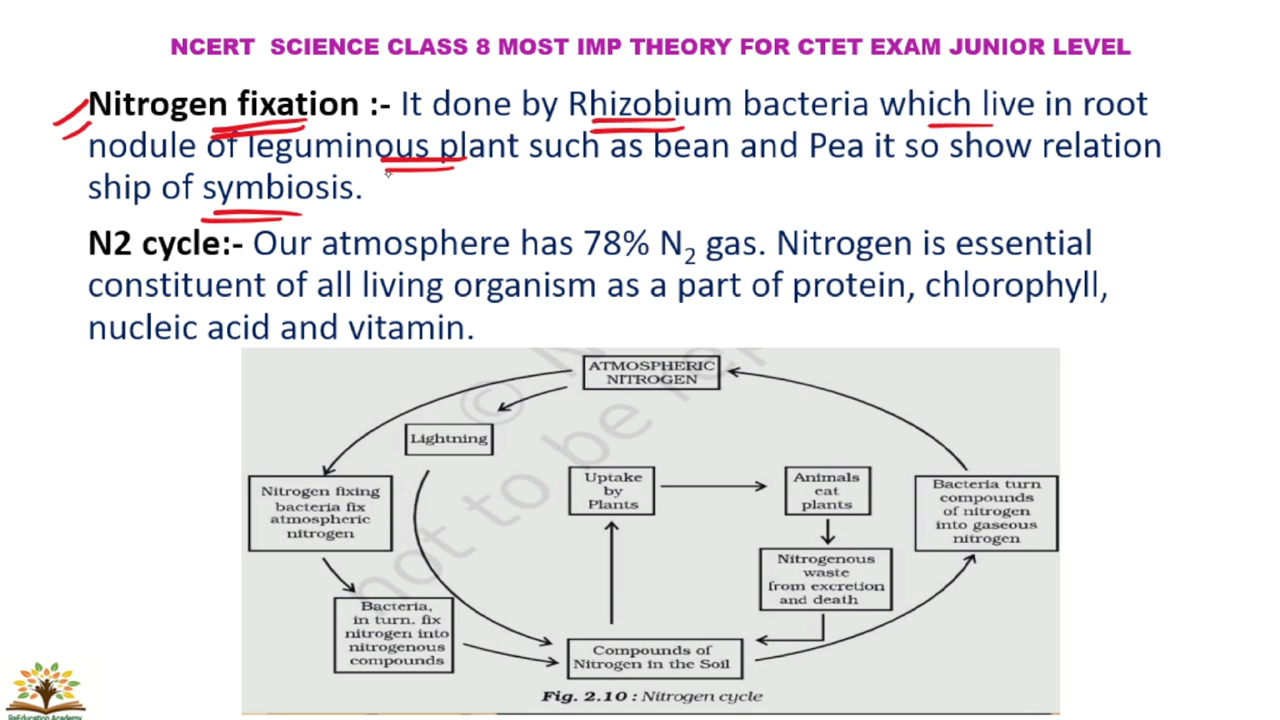 NCERT SCIENCE CLASS 8 MOST IMP THEORY FOR CTET EXAM JUNIOR LEVEL
Nitrogen fixation :- It done by Rhizobium bacteria which live in root
nodule of leguminous plant such as bean and Pea it so show relation
ship of symbiosis.
N2 cycle:- Our atmosphere has 78% N₂ gas. Nitrogen is essential
constituent of all living organism as a part of protein, chlorophyll,
nucleic acid and vitamin.
ATMOSPHERIC
NITROGEN
Lightning
Nitrogen fixing
bacteria fix
atmospheric
nitrogen
Uptake
by
Plants
Animals
eat
plants
Bacteria turn
compounds
of nitrogen
into gaseous
nitrogen
Nitrogenous
waste
from excretion
and death
Bacteria,
in turn. fix
nitrogen into
nitrogenous
compounds
Compounds of
Nitrogen in the Soil
Fig. 2.10 : Nitrogen cycle
not to be